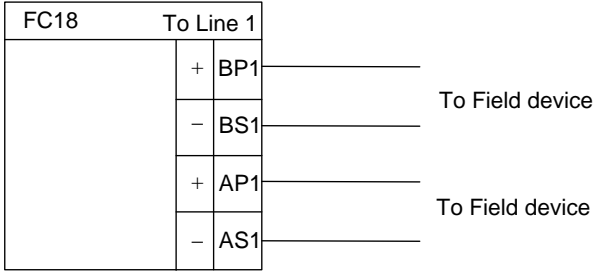 FC18 To Line 1
+ BP1
To Field device
− BS1
+ AP1
To Field device
− AS1